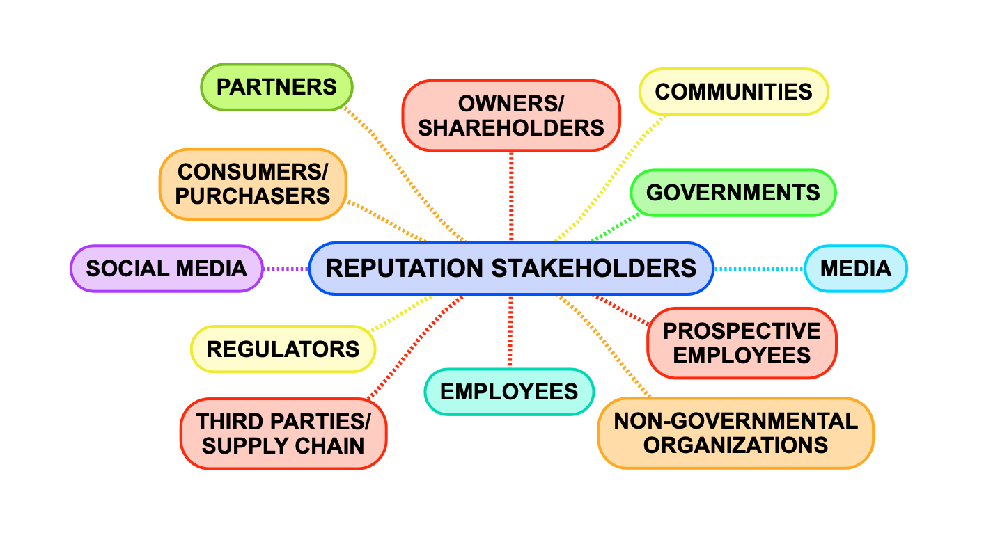 PARTNERS
OWNERS/
SHAREHOLDERS
COMMUNITIES
CONSUMERS/
PURCHASERS
GOVERNMENTS
SOCIAL MEDIA
REPUTATION STAKEHOLDERS
MEDIA
REGULATORS
PROSPECTIVE
EMPLOYEES
EMPLOYEES
THIRD PARTIES/
SUPPLY CHAIN
NON-GOVERNMENTAL
ORGANIZATIONS